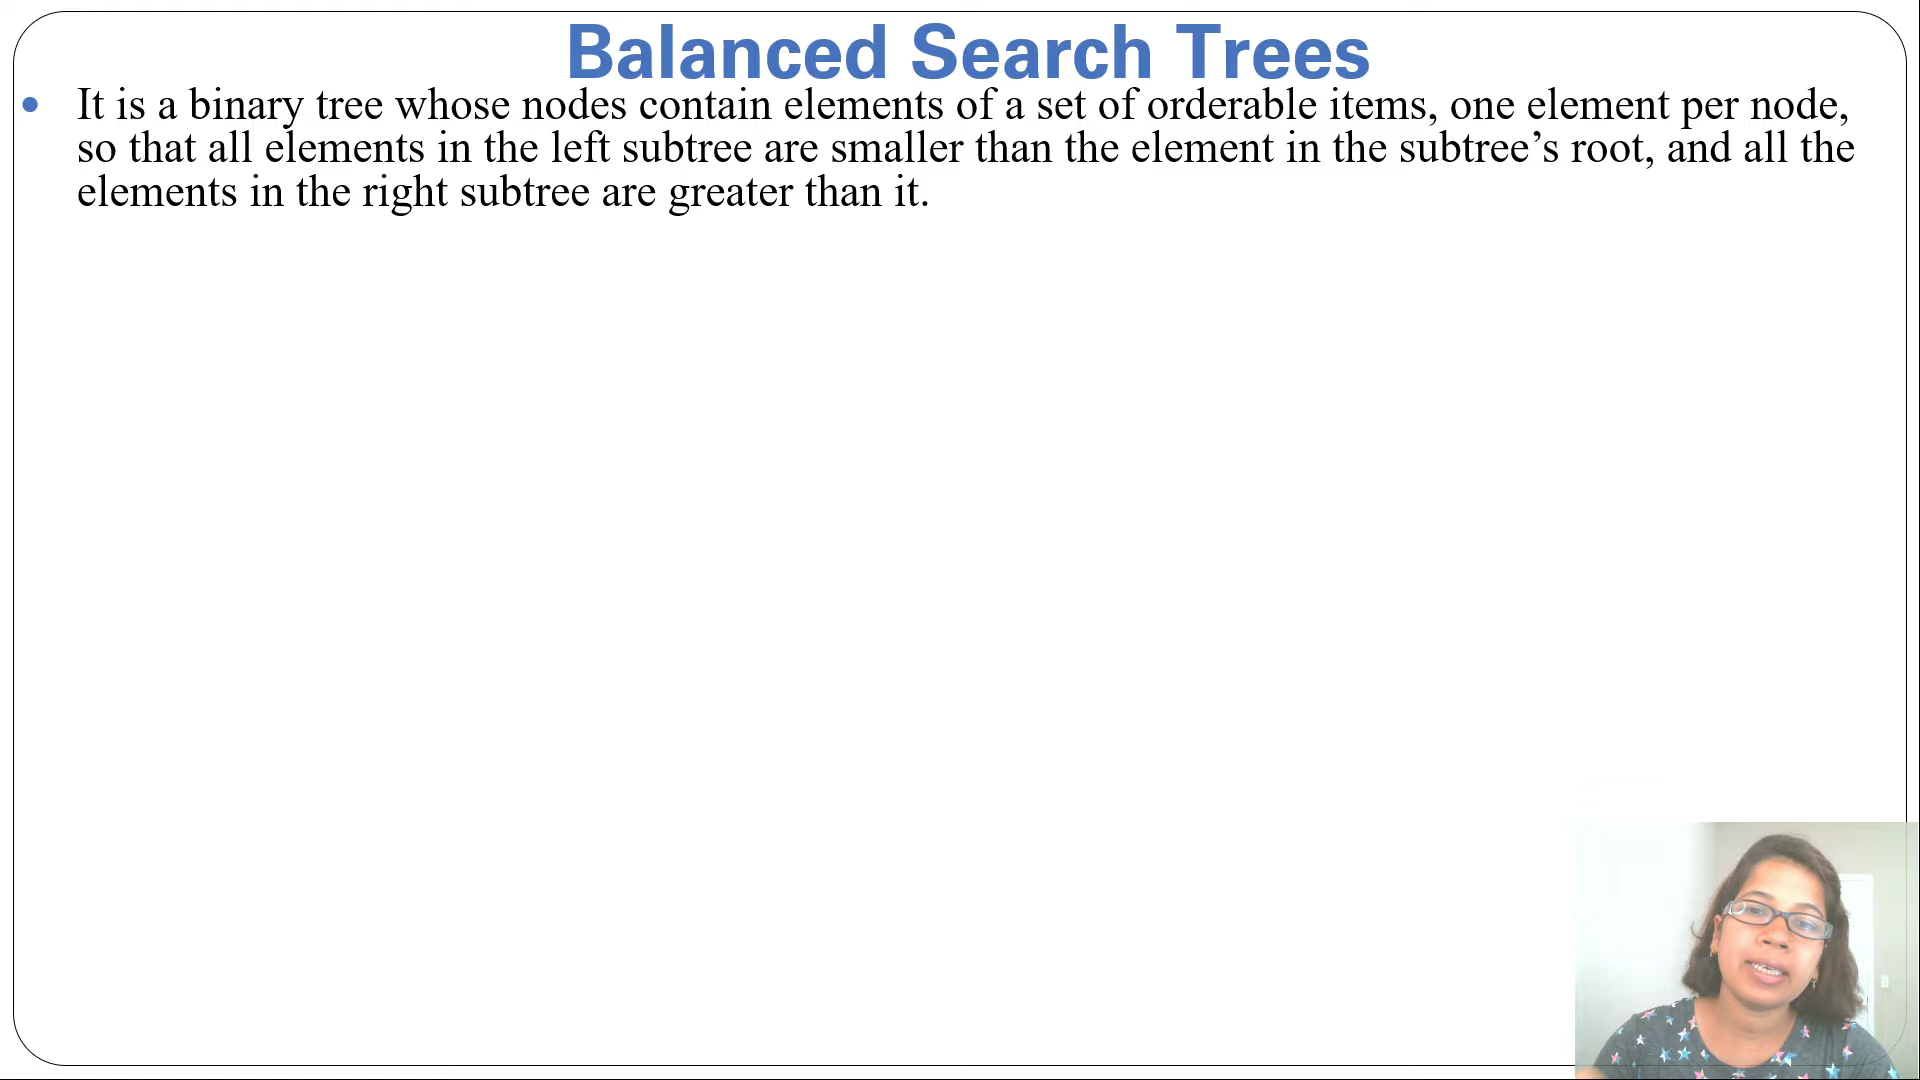 Balanced Search Trees
• It is a binary tree whose nodes contain elements of a set of orderable items, one element per node,
so that all elements in the left subtree are smaller than the element in the subtree’s root, and all the
elements in the right subtree are greater than it.